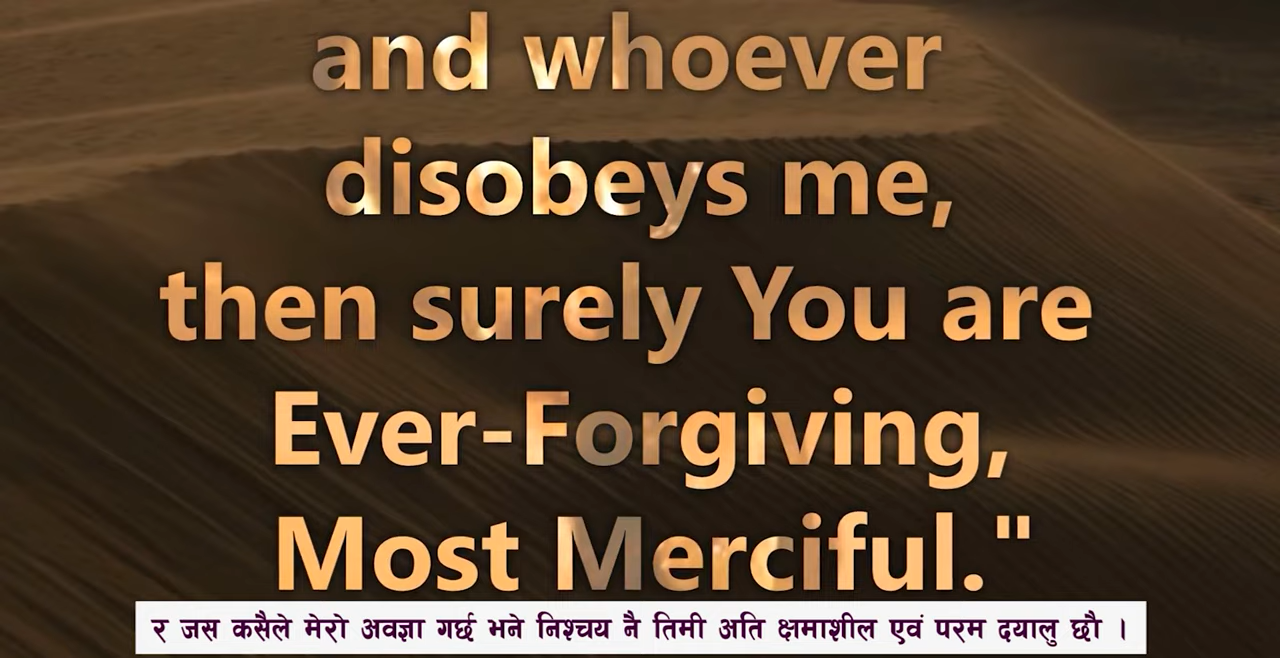 and whoever
disobeys me,
then surely You are
Ever-Forgiving,
Most Merciful."
र जस कसैले मेरो अवज्ञा गर्छ भने निश्चय नै तिमी अति क्षमाशील एवं परम दयालु छौ ।